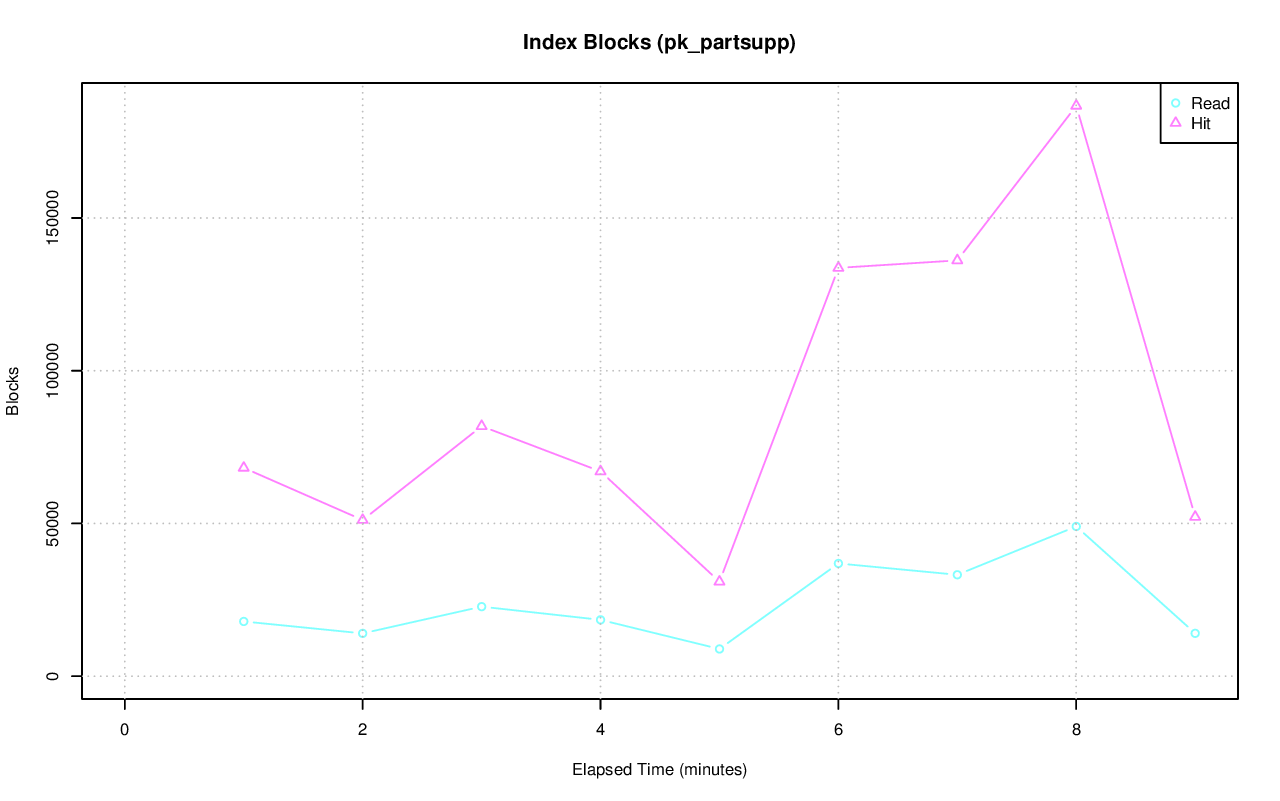 Index Blocks (pk_partsupp)
Read
Hit
150000
100000
50000
0
Blocks
0 2 4 6 8
Elapsed Time (minutes)